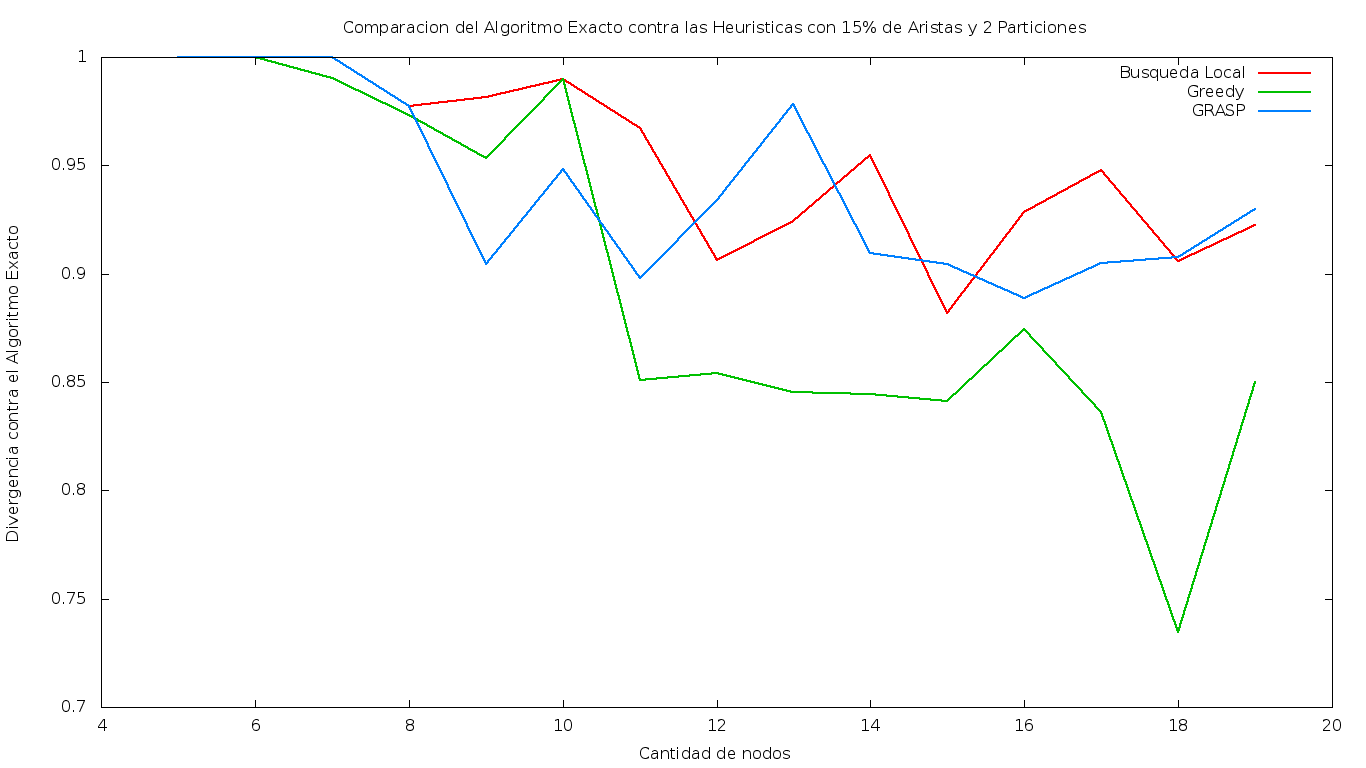 Comparacion del Algoritmo Exacto contra las Heuristicas con 15% de Aristas y 2 Particiones
Busqueda Local
Greedy
GRASP
Divergencia contra el Algoritmo Exacto
1
0.95
0.9
0.85
0.8
0.75
0.7
4 6 8 10 12 14 16 18 20
Cantidad de nodos